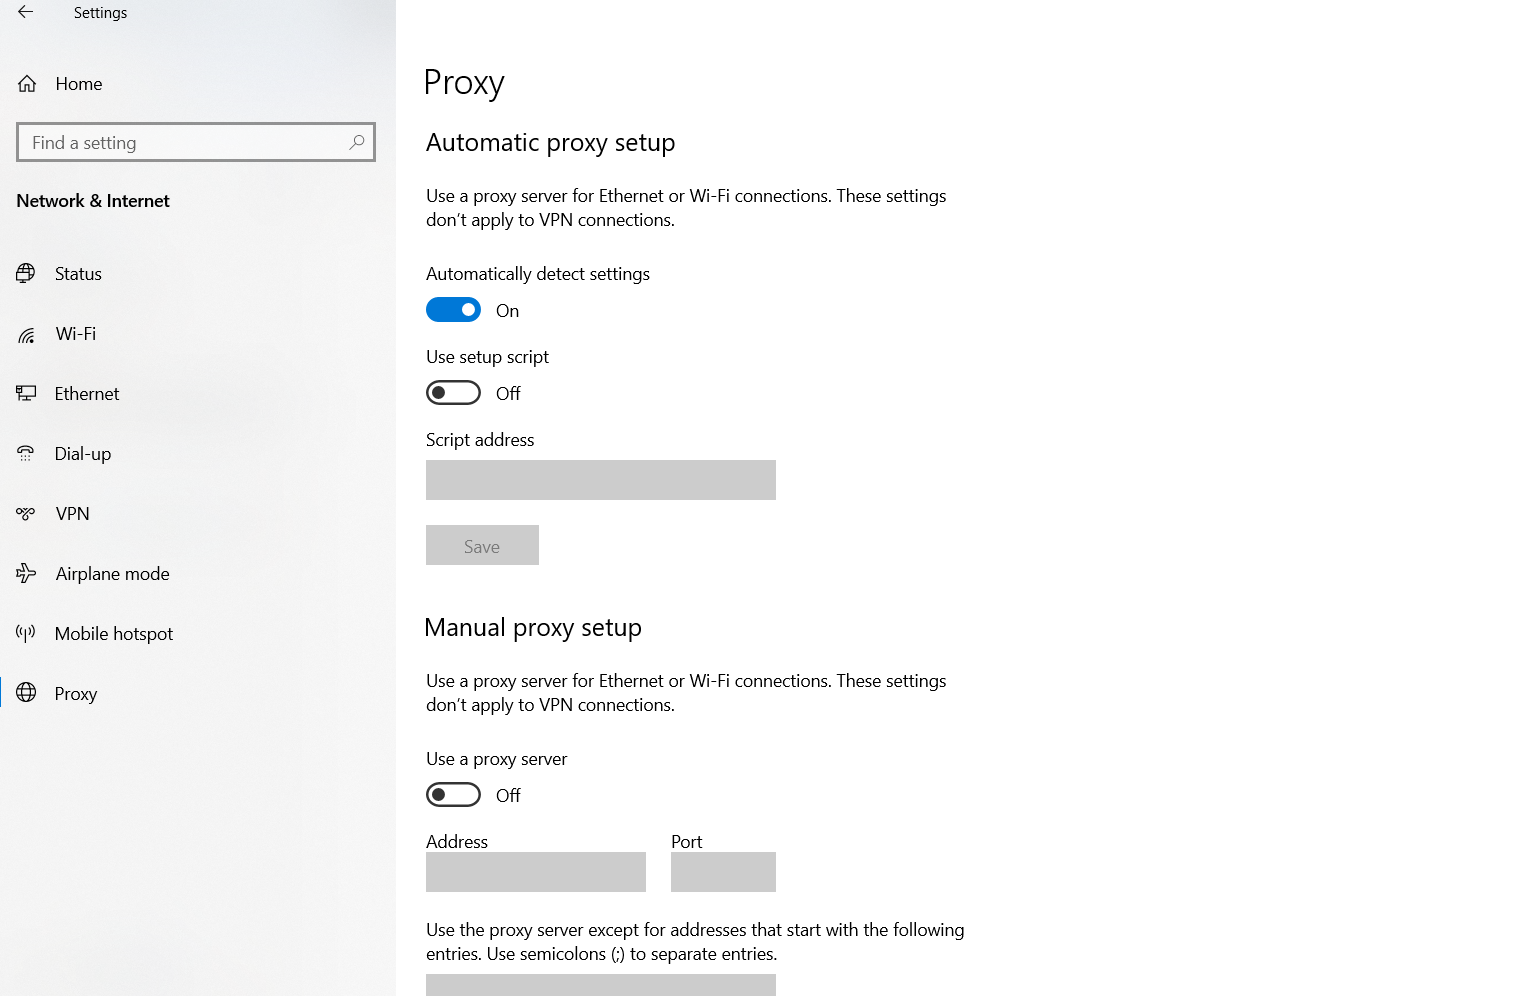 Settings
Home
Find a setting
Network & Internet
Status
Wi-Fi
Ethernet
Dial-up
VPN
Airplane mode
Mobile hotspot
Proxy
Proxy
Automatic proxy setup
Use a proxy server for Ethernet or Wi-Fi connections. These settings
don't apply to VPN connections.
Automatically detect settings
On
Use setup script
Off
Script address
Save
Manual proxy setup
Use a proxy server for Ethernet or Wi-Fi connections. These settings
don't apply to VPN connections.
Use a proxy server
Off
Address Port
Use the proxy server except for addresses that start with the following
entries. Use semicolons (;) to separate entries.